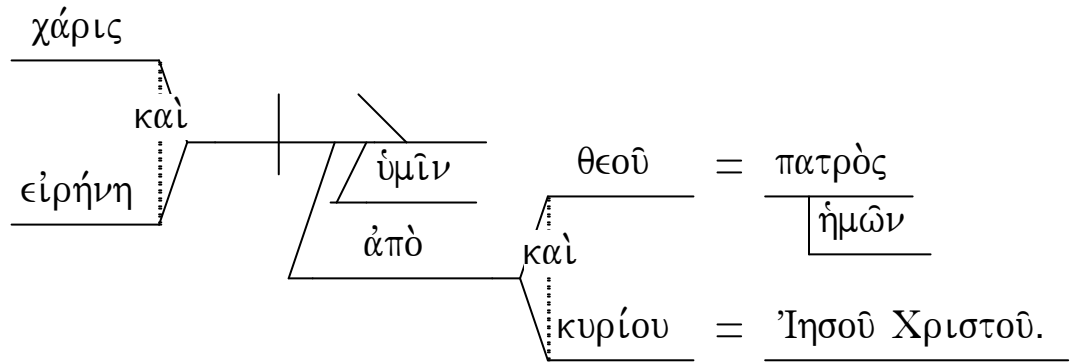 χάρις
καὶ
εἰρήνη
ὑμῖν
ἀπὸ
θεοῦ = πατρὸς
ἡμῶν
καὶ
κυρίου = Ἰησοῦ Χριστοῦ.